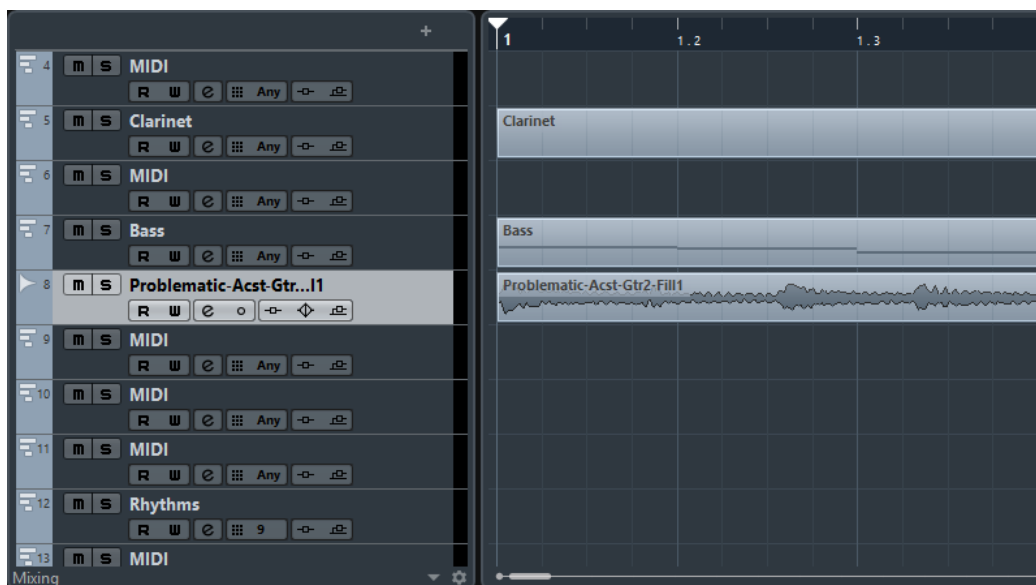 +
1
1.2
1.3
4 m S MIDI
R W e Any
5 m S Clarinet
R W e Any
Clarinet
6 m S MIDI
R W e Any
7 m S Bass
R W e Any
Bass
8 m S Problematic-Acst-Gtr...l1
R W e
Problematic-Acst-Gtr2-Fill1
9 m S MIDI
R W e Any
10 m S MIDI
R W e Any
11 m S MIDI
R W e Any
12 m S Rhythms
R W e 9
13 m S MIDI
Mixing